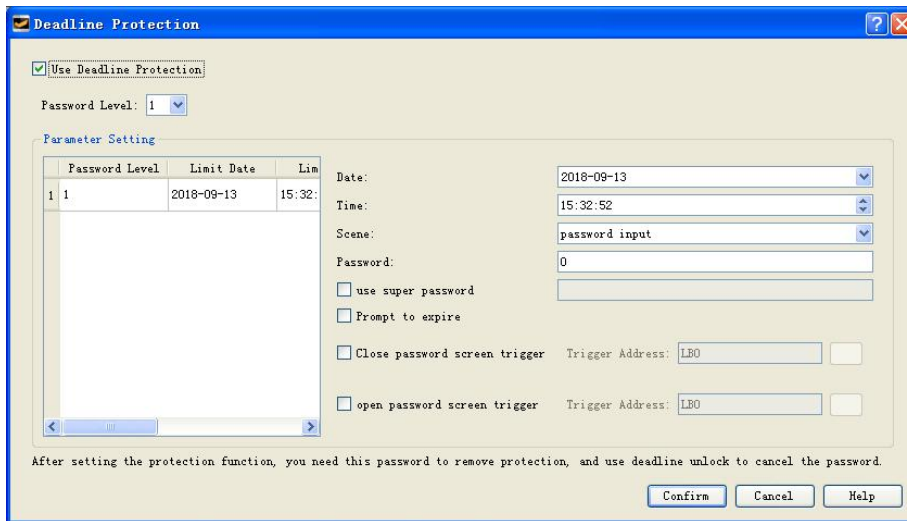 Deadline Protection
Use Deadline Protection
Password Level: 1
Parameter Setting
Password Level Limit Date Lim
1 1 2018-09-13 15:32:
Date: 2018-09-13
Time: 15:32:52
Scene: password input
Password: 0
use super password
Prompt to expire
Close password screen trigger Trigger Address: LB0
open password screen trigger Trigger Address: LB0
After setting the protection function, you need this password to remove protection, and use deadline unlock to cancel the password.
Confirm Cancel Help